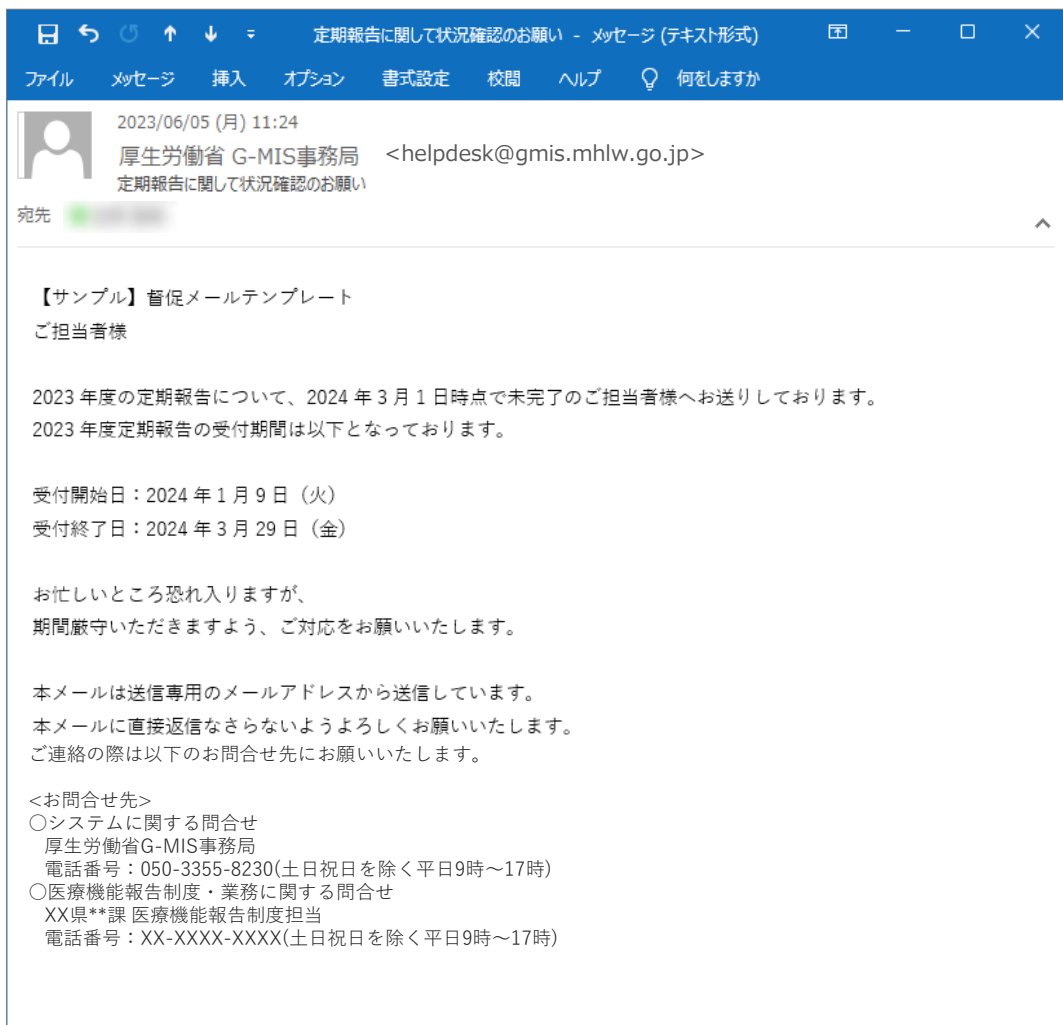 定期報告に関して状況確認のお願い - メッセージ (テキスト形式)
ファイル メッセージ 挿入 オプション 書式設定 校閲 ヘルプ 何をしますか
2023/06/05 (月) 11:24
厚生労働省 G-MIS事務局 <helpdesk@gmis.mhlw.go.jp>
定期報告に関して状況確認のお願い
宛先
【サンプル】督促メールテンプレート
ご担当者様
2023 年度の定期報告について、2024 年 3 月 1 日時点で未完了のご担当者様へお送りしております。
2023 年度定期報告の受付期間は以下となっております。
受付開始日：2024 年 1 月 9 日（火）
受付終了日：2024 年 3 月 29 日（金）
お忙しいところ恐れ入りますが、
期間厳守いただきますよう、ご対応をお願いいたします。
本メールは送信専用のメールアドレスから送信しています。
本メールに直接返信なさらないようよろしくお願いいたします。
ご連絡の際は以下のお問合せ先にお願いいたします。
<お問合せ先>
○システムに関する問合せ
厚生労働省G-MIS事務局
電話番号：050-3355-8230(土日祝日を除く平日9時～17時)
○医療機能報告制度・業務に関する問合せ
XX県**課 医療機能報告制度担当
電話番号：XX-XXXX-XXXX(土日祝日を除く平日9時～17時)